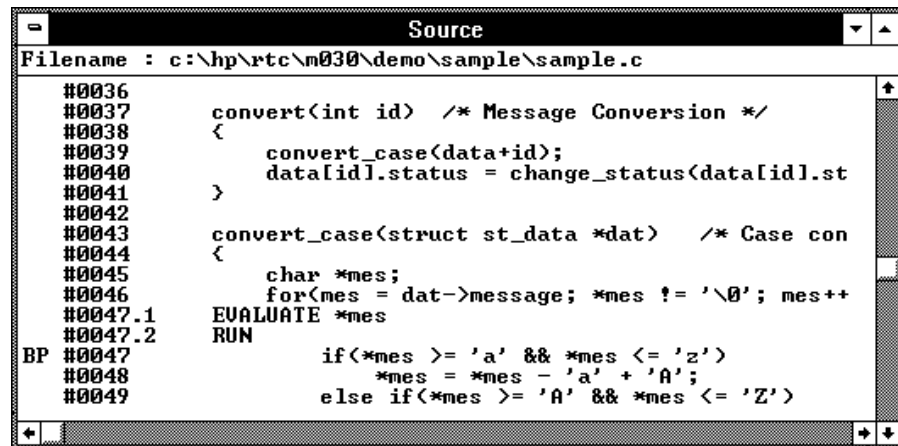 Source
Filename : c:\hp\rtc\m030\demo\sample\sample.c
#0036
#0037 convert(int id) /* Message Conversion */
#0038 {
#0039 convert_case(data+id);
#0040 data[id].status = change_status(data[id].st
#0041 }
#0042
#0043 convert_case(struct st_data *dat) /* Case con
#0044 {
#0045 char *mes;
#0046 for(mes = dat->message; *mes != '\0'; mes++
#0047.1 EVALUATE *mes
#0047.2 RUN
BP #0047 if(*mes >= 'a' && *mes <= 'z')
#0048 *mes = *mes - 'a' + 'A';
#0049 else if(*mes >= 'A' && *mes <= 'Z')